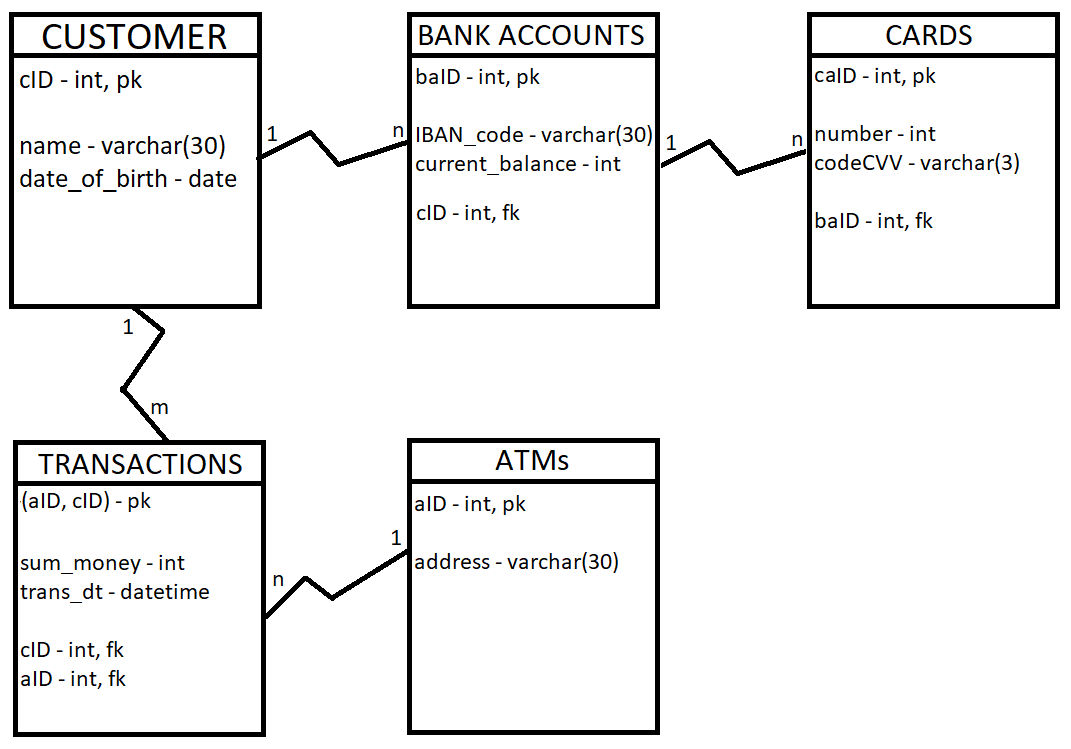 CUSTOMER
cID - int, pk
name - varchar(30)
date_of_birth - date
BANK ACCOUNTS
baID - int, pk
IBAN_code - varchar(30)
current_balance - int
cID - int, fk
CARDS
caID - int, pk
number - int
codeCVV - varchar(3)
baID - int, fk
1
n
1
n
1
m
TRANSACTIONS
(aID, cID) - pk
sum_money - int
trans_dt - datetime
cID - int, fk
aID - int, fk
n
1
ATMs
aID - int, pk
address - varchar(30)